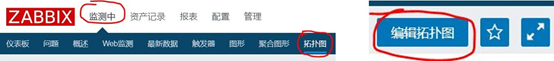 ZABBIX 监测中 资产记录 报表 配置 管理
仪表板 问题 概述 Web监测 最新数据 触发器 图形 聚合图形 拓扑图
编辑拓扑图